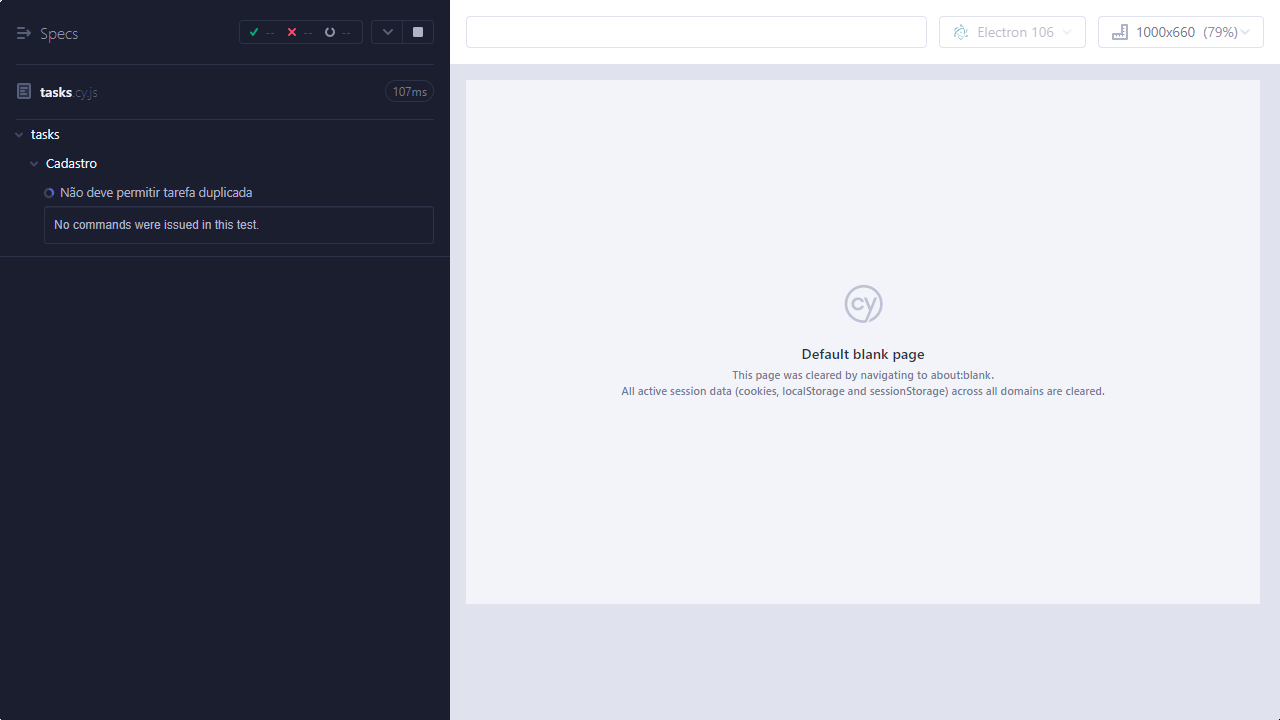 Specs
--
--
--
tasks cy.js
107ms
tasks
Cadastro
Não deve permitir tarefa duplicada
No commands were issued in this test.
Electron 106
1000x660 (79%)
cy
Default blank page
This page was cleared by navigating to about:blank.
All active session data (cookies, localStorage and sessionStorage) across all domains are cleared.